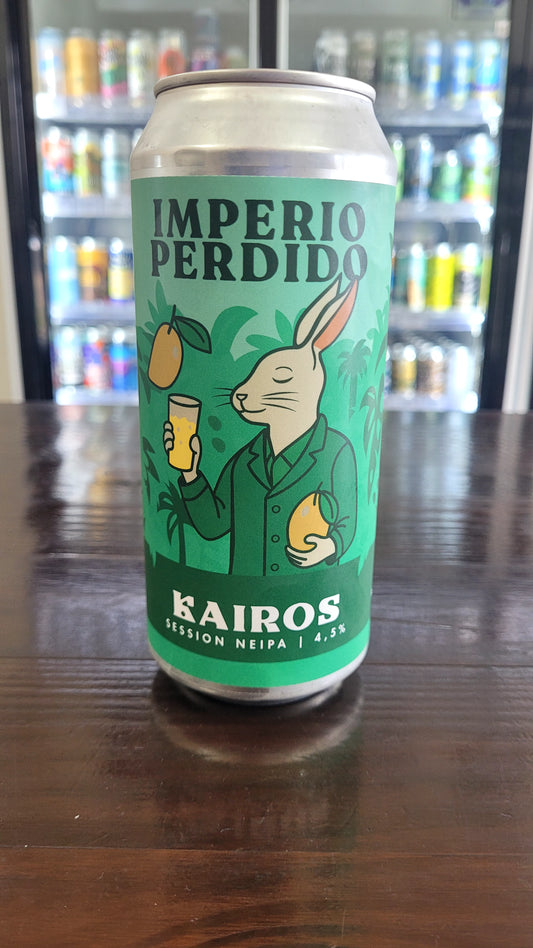 IMPERIO
PERDIDO
KAIROS
SESSION NEIPA | 4,5%